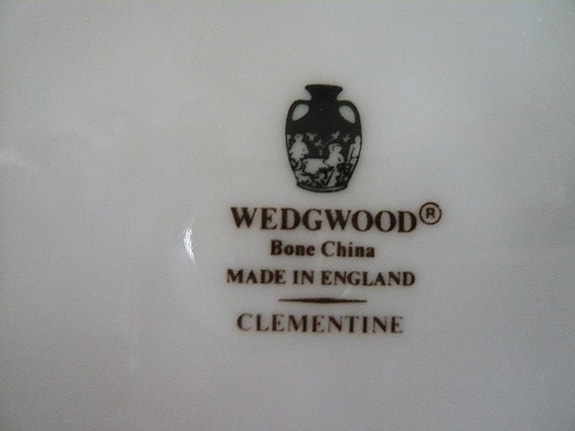 WEDGWOOD®
Bone China
MADE IN ENGLAND
CLEMENTINE